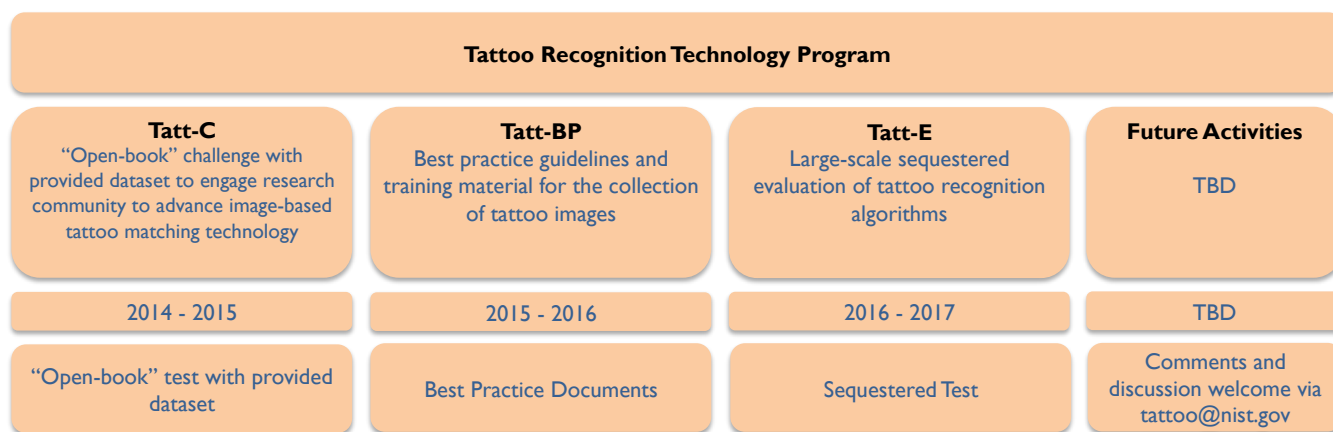 Tattoo Recognition Technology Program
Tatt-C
“Open-book” challenge with
provided dataset to engage research
community to advance image-based
tattoo matching technology
Tatt-BP
Best practice guidelines and
training material for the collection
of tattoo images
Tatt-E
Large-scale sequestered
evaluation of tattoo recognition
algorithms
Future Activities
TBD
2014 - 2015
2015 - 2016
2016 - 2017
TBD
“Open-book” test with provided
dataset
Best Practice Documents
Sequestered Test
Comments and
discussion welcome via
tattoo@nist.gov